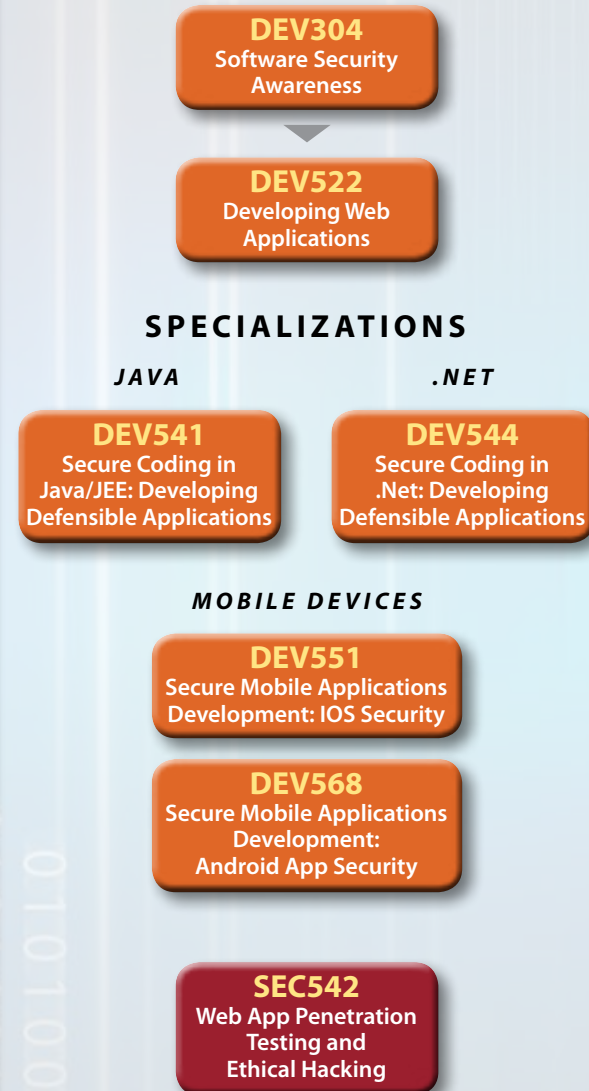 DEV304
Software Security
Awareness
DEV522
Developing Web
Applications
SPECIALIZATIONS
JAVA
.NET
DEV541
Secure Coding in
Java/JEE: Developing
Defensible Applications
DEV544
Secure Coding in
.Net: Developing
Defensible Applications
MOBILE DEVICES
DEV551
Secure Mobile Applications
Development: IOS Security
DEV568
Secure Mobile Applications
Development:
Android App Security
010100
SEC542
Web App Penetration
Testing and
Ethical Hacking